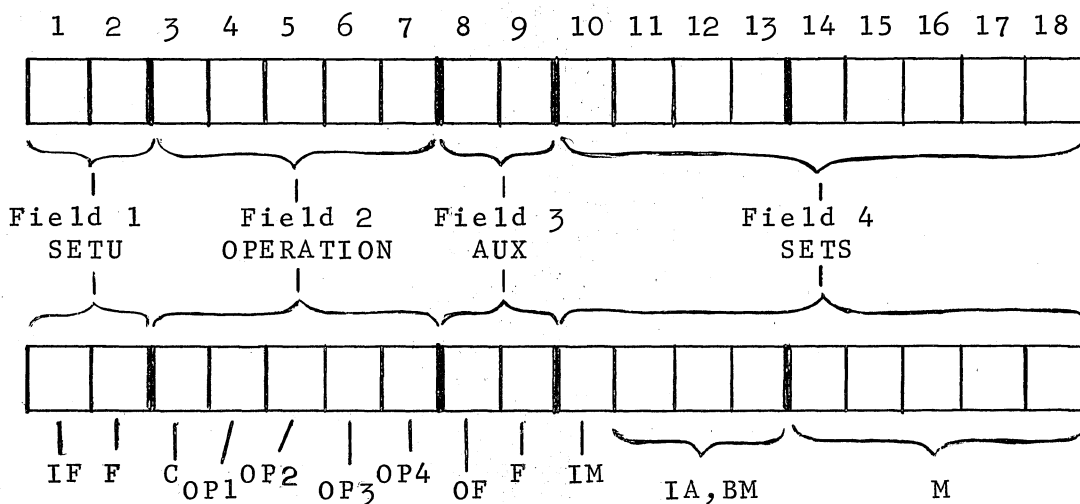 1 2 3 4 5 6 7 8 9 10 11 12 13 14 15 16 17 18
Field 1 Field 2 Field 3 Field 4
SETU OPERATION AUX SETS
IF F C OP1 OP2 OP3 OP4 OF F IM IA,BM M